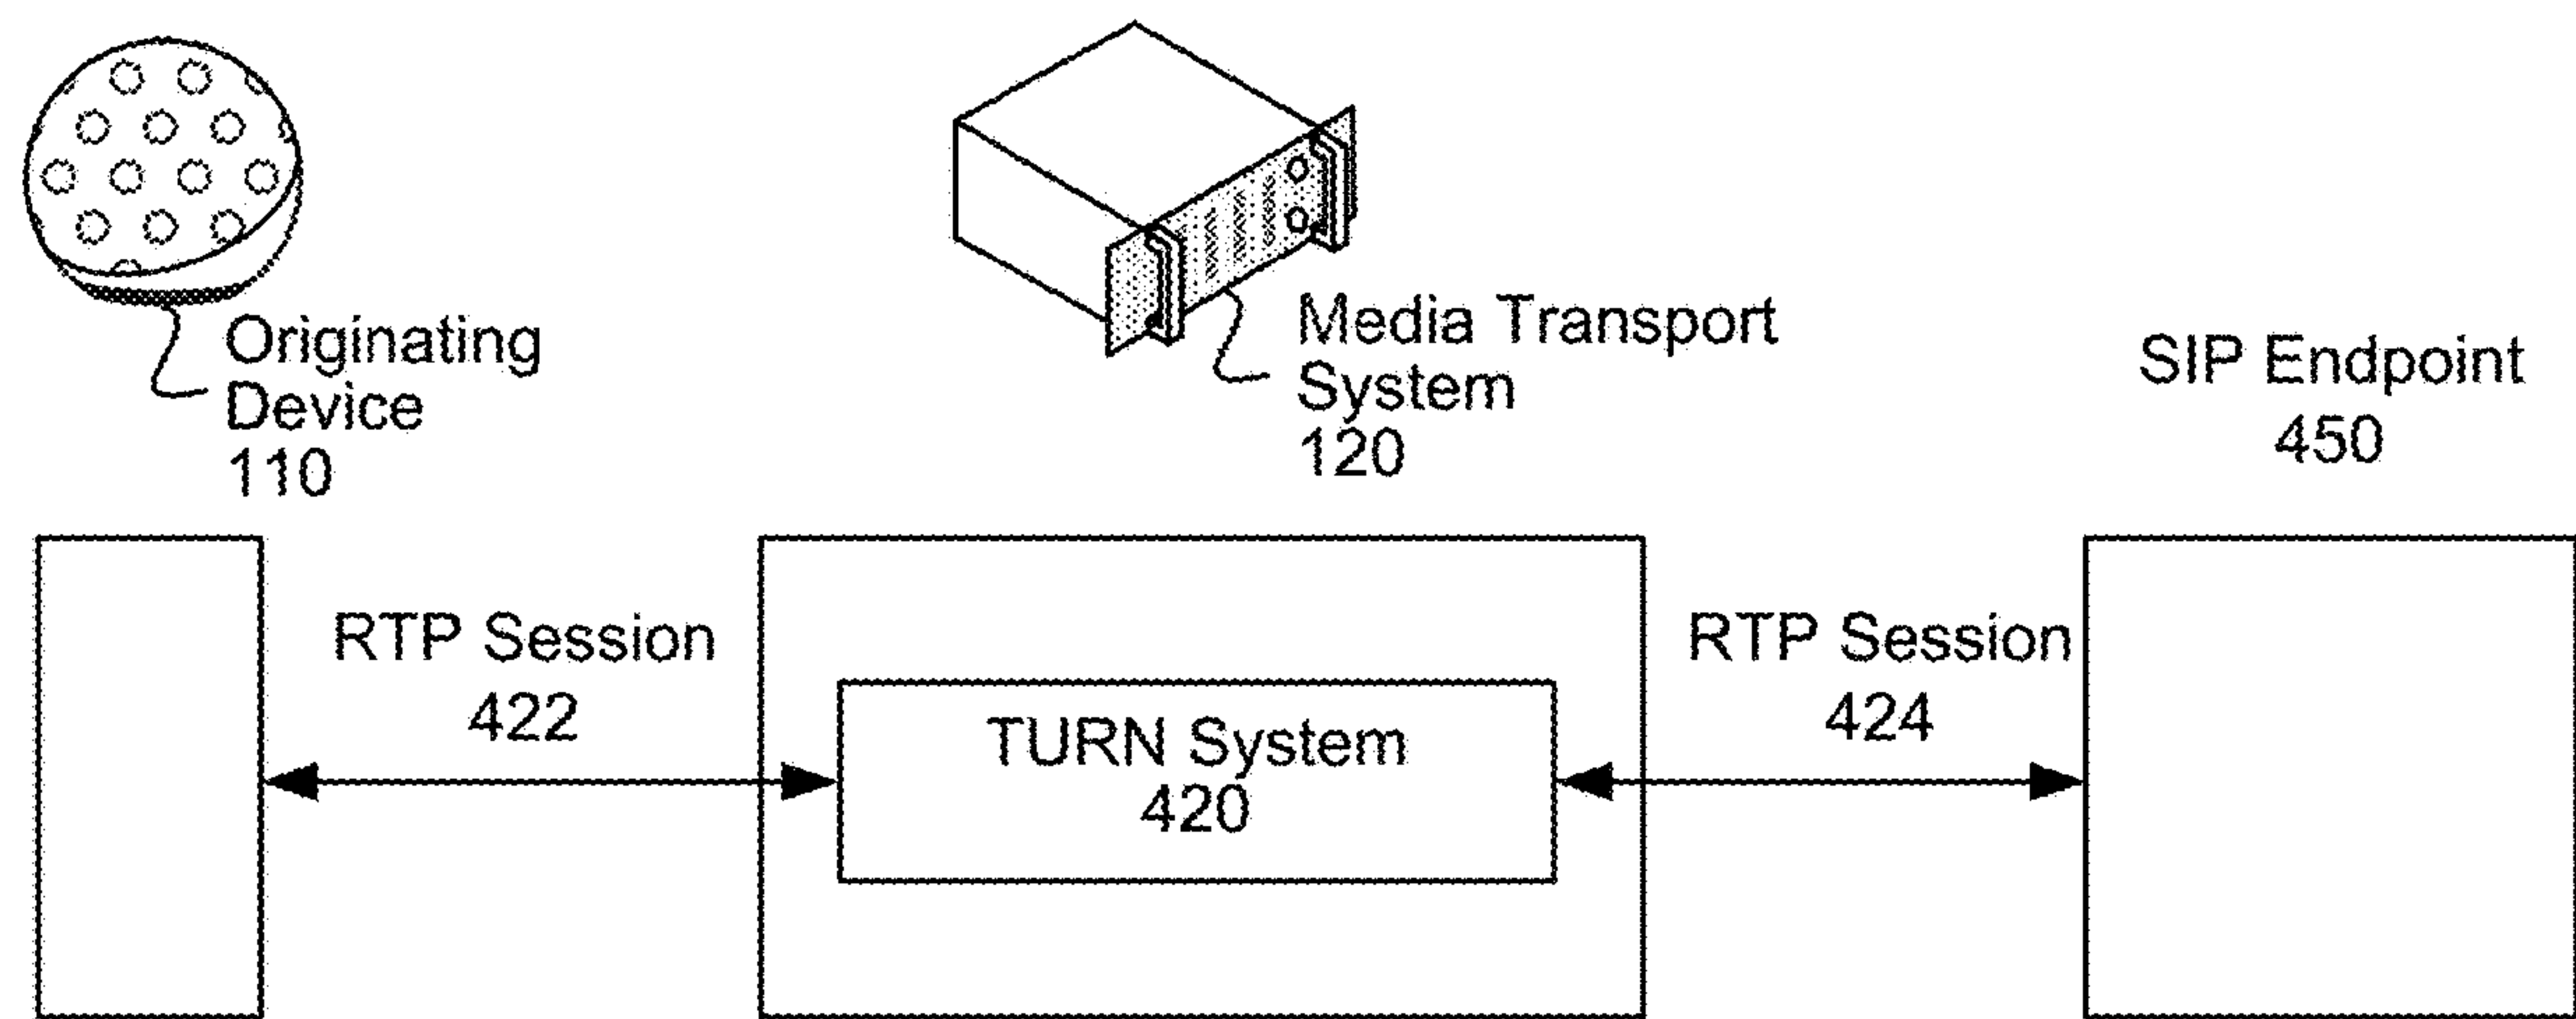 Originating
Device
110
Media Transport
System
120
SIP Endpoint
450
RTP Session
422
TURN System
420
RTP Session
424